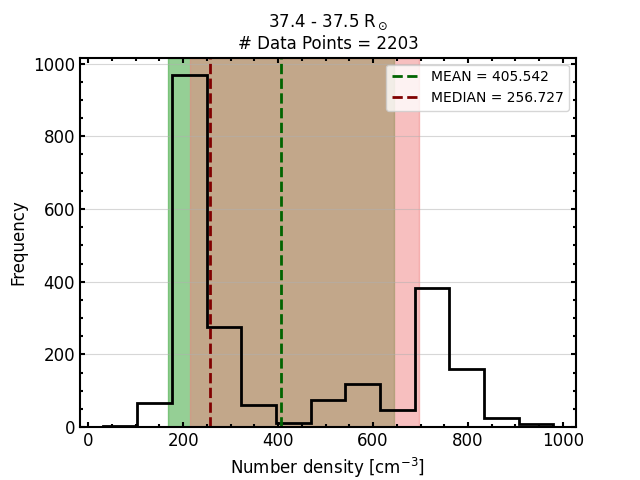 37.4 - 37.5 R⊙
# Data Points = 2203
MEAN = 405.542
MEDIAN = 256.727
Frequency
1000
800
600
400
200
0
0 200 400 600 800 1000
Number density [cm⁻³]